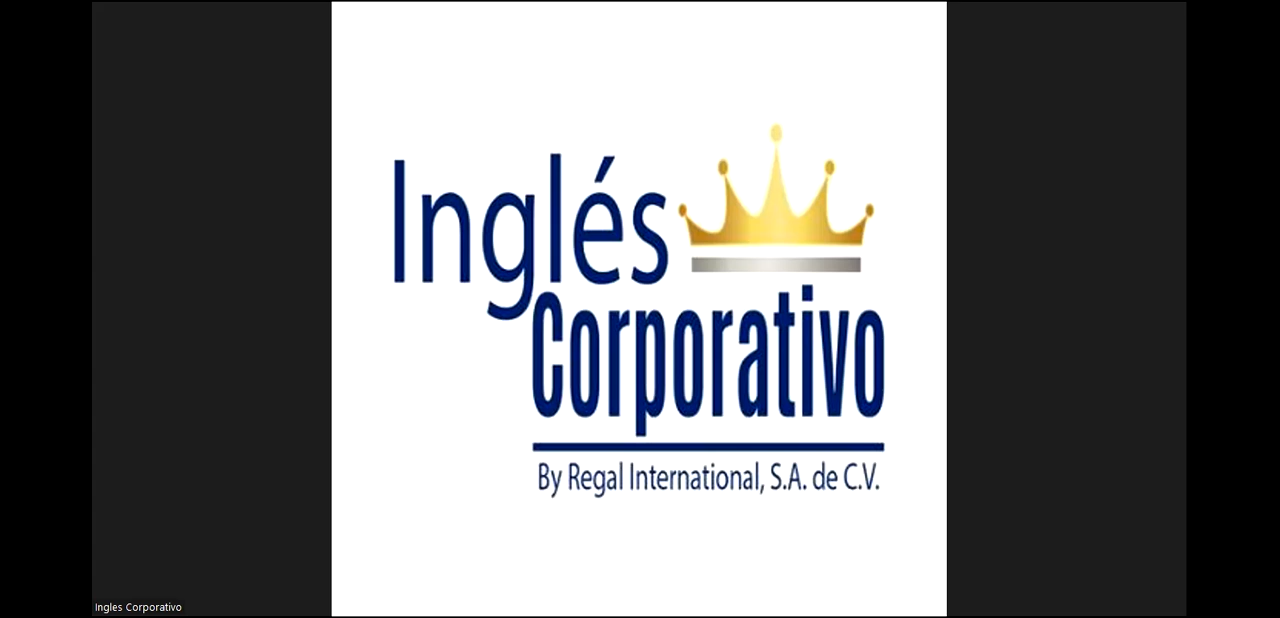 Inglés
Corporativo
By Regal International, S.A. de C.V.
Ingles Corporativo